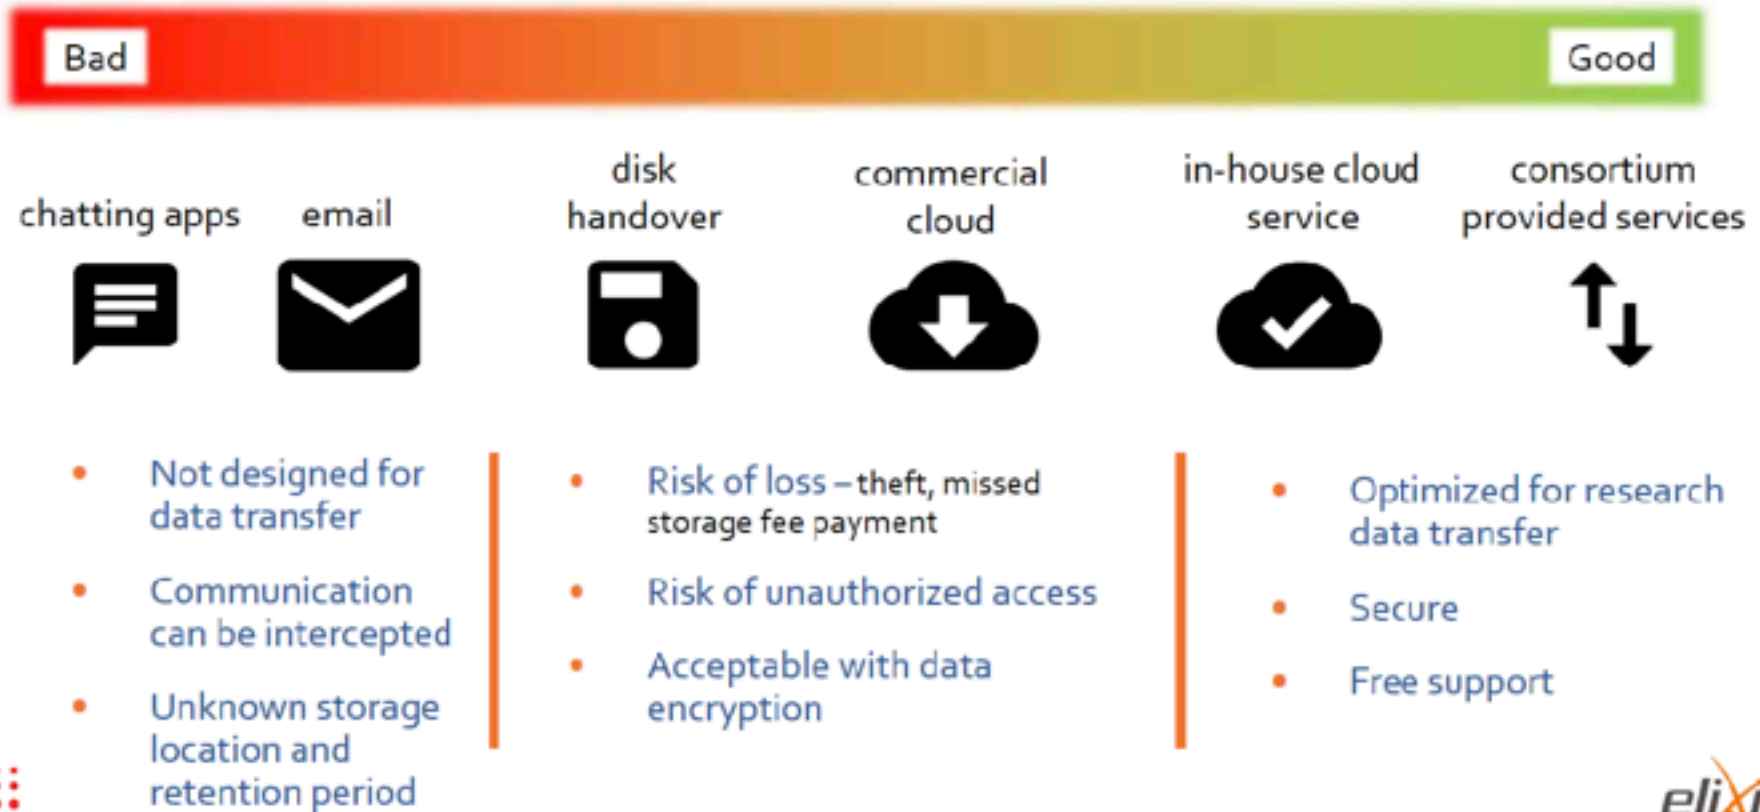 Bad
Good
chatting apps
email
disk
handover
commercial
cloud
in-house cloud
service
consortium
provided services
• Not designed for
data transfer
• Communication
can be intercepted
• Unknown storage
location and
retention period
• Risk of loss – theft, missed
storage fee payment
• Risk of unauthorized access
• Acceptable with data
encryption
• Optimized for research
data transfer
• Secure
• Free support